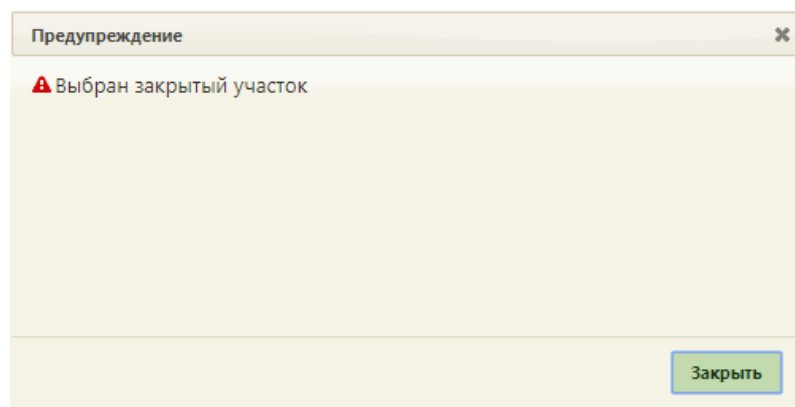 Предупреждение
Выбран закрытый участок
Закрыть